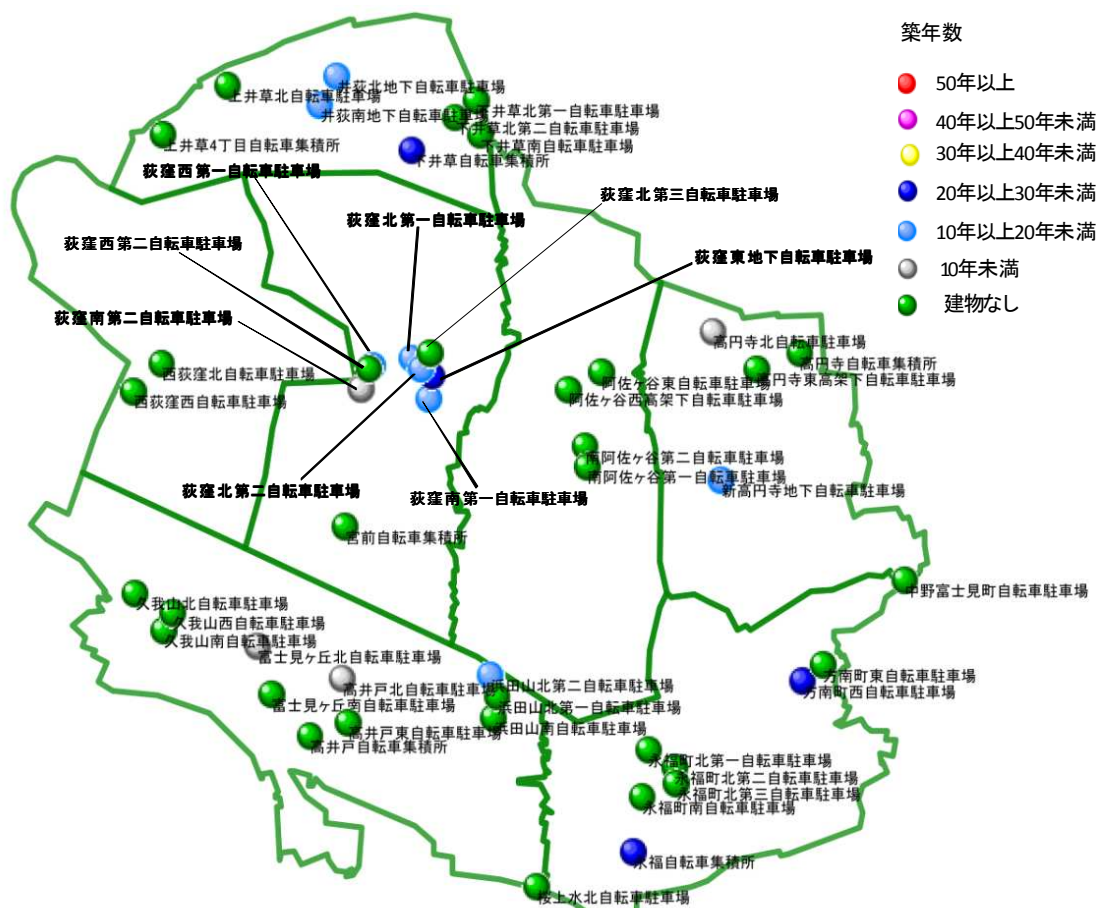 築年数
50年以上
40年以上50年未満
30年以上40年未満
20年以上30年未満
10年以上20年未満
10年未満
建物なし
井荻北地下自転車駐車場
上井草北自転車駐車場
井荻南地下自転車駐車場
下井草北第一自転車駐車場
下井草北第二自転車駐車場
上井草4丁目自転車集積所
下井草南自転車駐車場
下井草自転車集積所
荻窪西第一自転車駐車場
荻窪北第三自転車駐車場
荻窪北第一自転車駐車場
荻窪西第二自転車駐車場
荻窪東地下自転車駐車場
荻窪南第二自転車駐車場
高円寺北自転車駐車場
高円寺自転車集積所
西荻窪北自転車駐車場
高円寺東高架下自転車駐車場
阿佐ヶ谷東自転車駐車場
阿佐ヶ谷西高架下自転車駐車場
西荻窪西自転車駐車場
南阿佐ヶ谷第二自転車駐車場
南阿佐ヶ谷第一自転車駐車場
荻窪北第二自転車駐車場
荻窪南第一自転車駐車場
新高円寺地下自転車駐車場
宮前自転車集積所
中野富士見町自転車駐車場
久我山北自転車駐車場
久我山西自転車駐車場
久我山南自転車駐車場
富士見ヶ丘北自転車駐車場
方南町東自転車駐車場
高井戸北自転車駐車場
浜田山北第二自転車駐車場
方南町西自転車駐車場
富士見ヶ丘南自転車駐車場
浜田山北第一自転車駐車場
高井戸東自転車駐車場
浜田山南自転車駐車場
高井戸自転車集積所
永福町北第一自転車駐車場
永福町北第二自転車駐車場
永福町北第三自転車駐車場
永福町南自転車駐車場
永福自転車集積所
桜上水北自転車駐車場